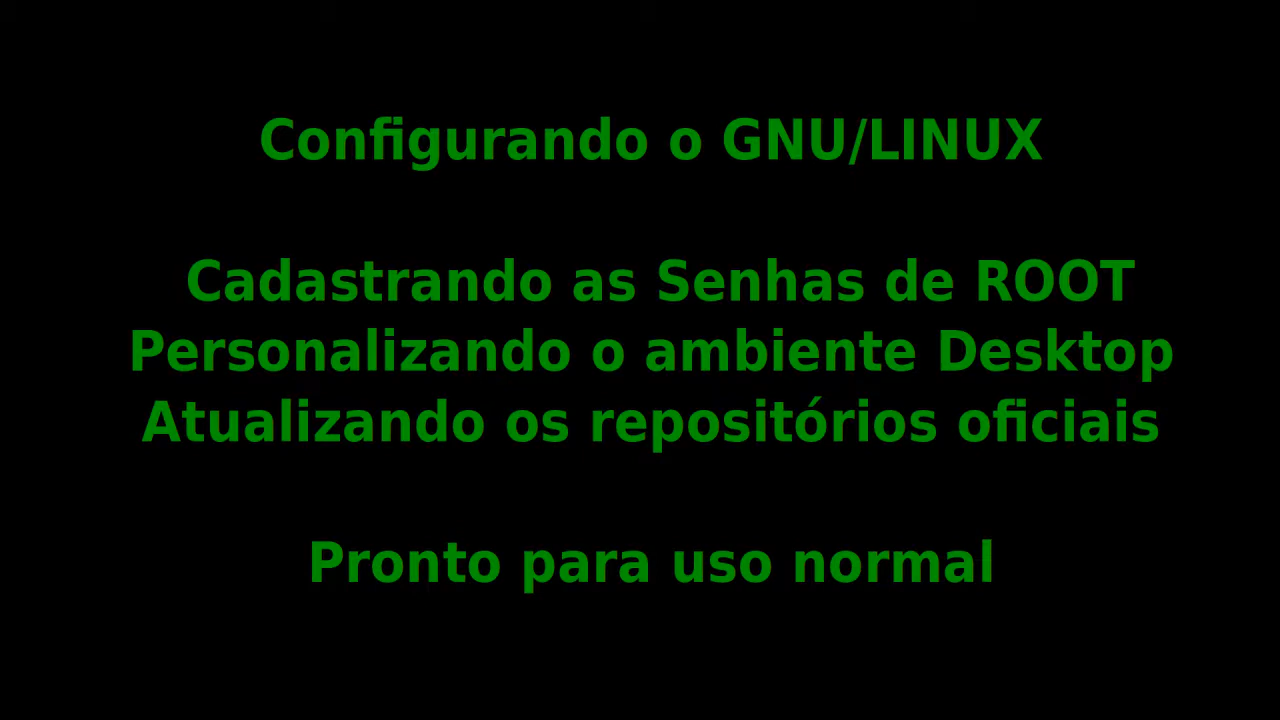 Configurando o GNU/LINUX
Cadastrando as Senhas de ROOT
Personalizando o ambiente Desktop
Atualizando os repositórios oficiais
Pronto para uso normal